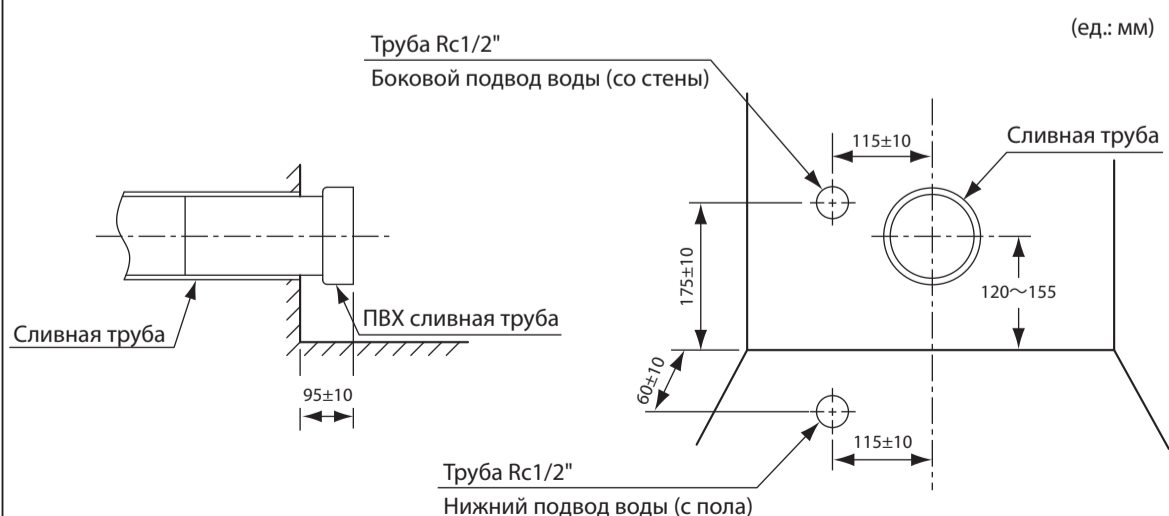 (ед.: мм)
Труба Rc1/2"
Боковой подвод воды (со стены)
115±10
Сливная труба
175±10
120～155
Сливная труба
ПВХ сливная труба
60±10
95±10
115±10
Труба Rc1/2"
Нижний подвод воды (с пола)